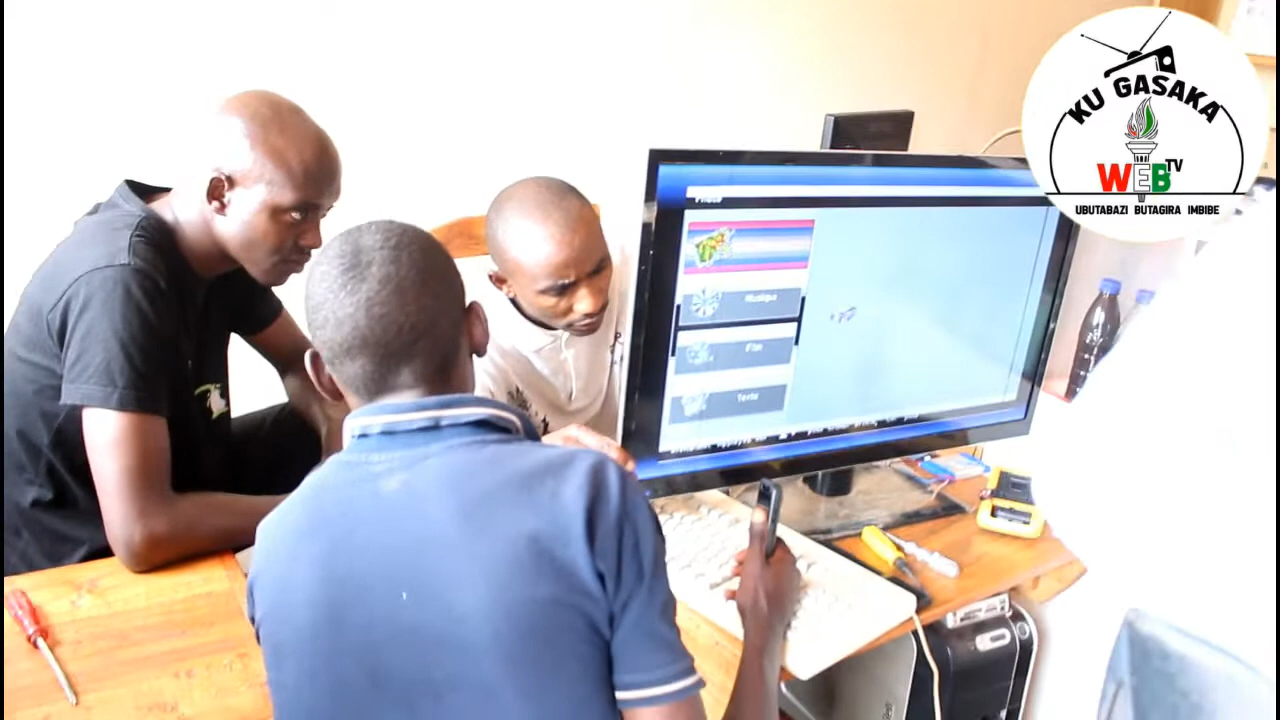 KU GASAKA
WEB TV
UBUTABAZI BUTAGIRA IMBIBE
Photo
Musique
Film
Texte